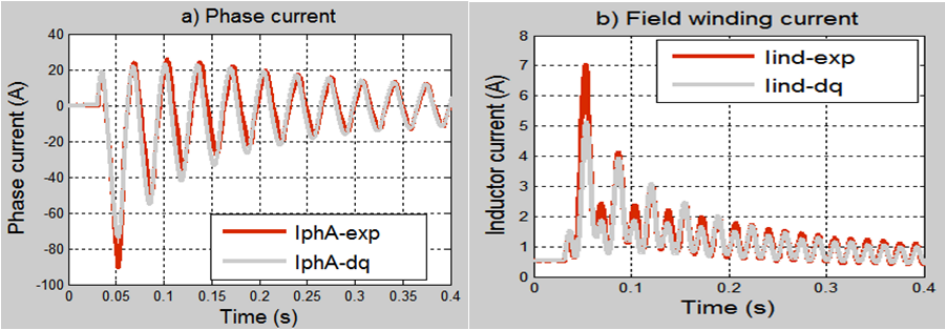 a) Phase current
40
20
0
-20
-40
-60
-80
-100
Phase current (A)
IphA-exp
IphA-dq
0 0.05 0.1 0.15 0.2 0.25 0.3 0.35 0.4
Time (s)
b) Field winding current
8
7
6
5
4
3
2
1
0
Inductor current (A)
Iind-exp
Iind-dq
0 0.1 0.2 0.3 0.4
Time (s)